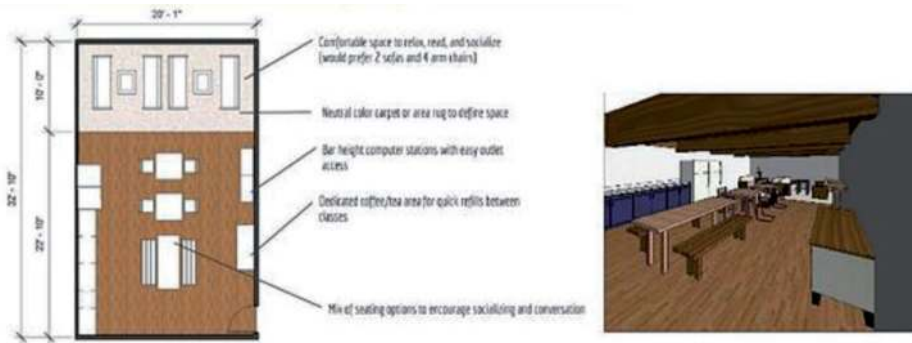 20' - 1"
10' - 0"
32' - 10"
22' - 10"
Comfortable space to relax, read, and socialize
(would prefer 2 sofas and 4 arm chairs)
Neutral color carpet or area rug to define space
Bar height computer stations with easy outlet
access
Dedicated coffee/tea area for quick refills between
classes
Mix of seating options to encourage socializing and conversation